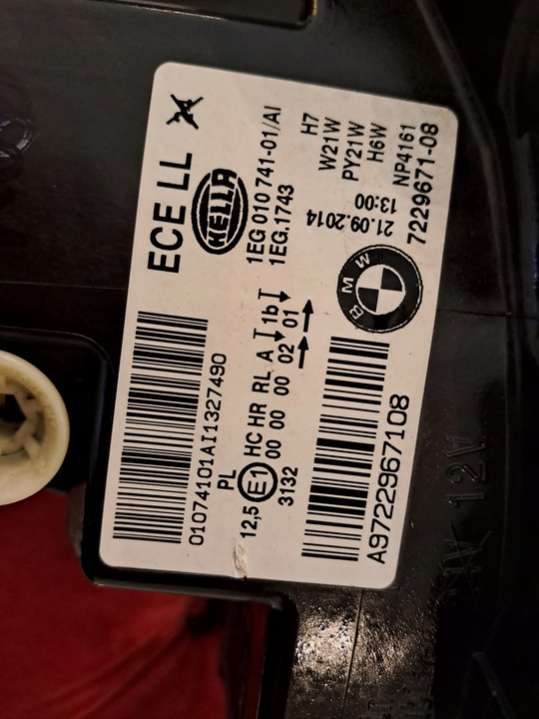 ECE LL
HELLA
1EG 010 741-01/AI
1EG.1743
H7
W21W
PY21W
H6W
NP4161
21.09.2014
13:00
7229671-08
BMW
01074101AI1327490
PL
12,5 E1 HC HR RL A 1b
00 00 00 02 01
3132
A9722967108
12V